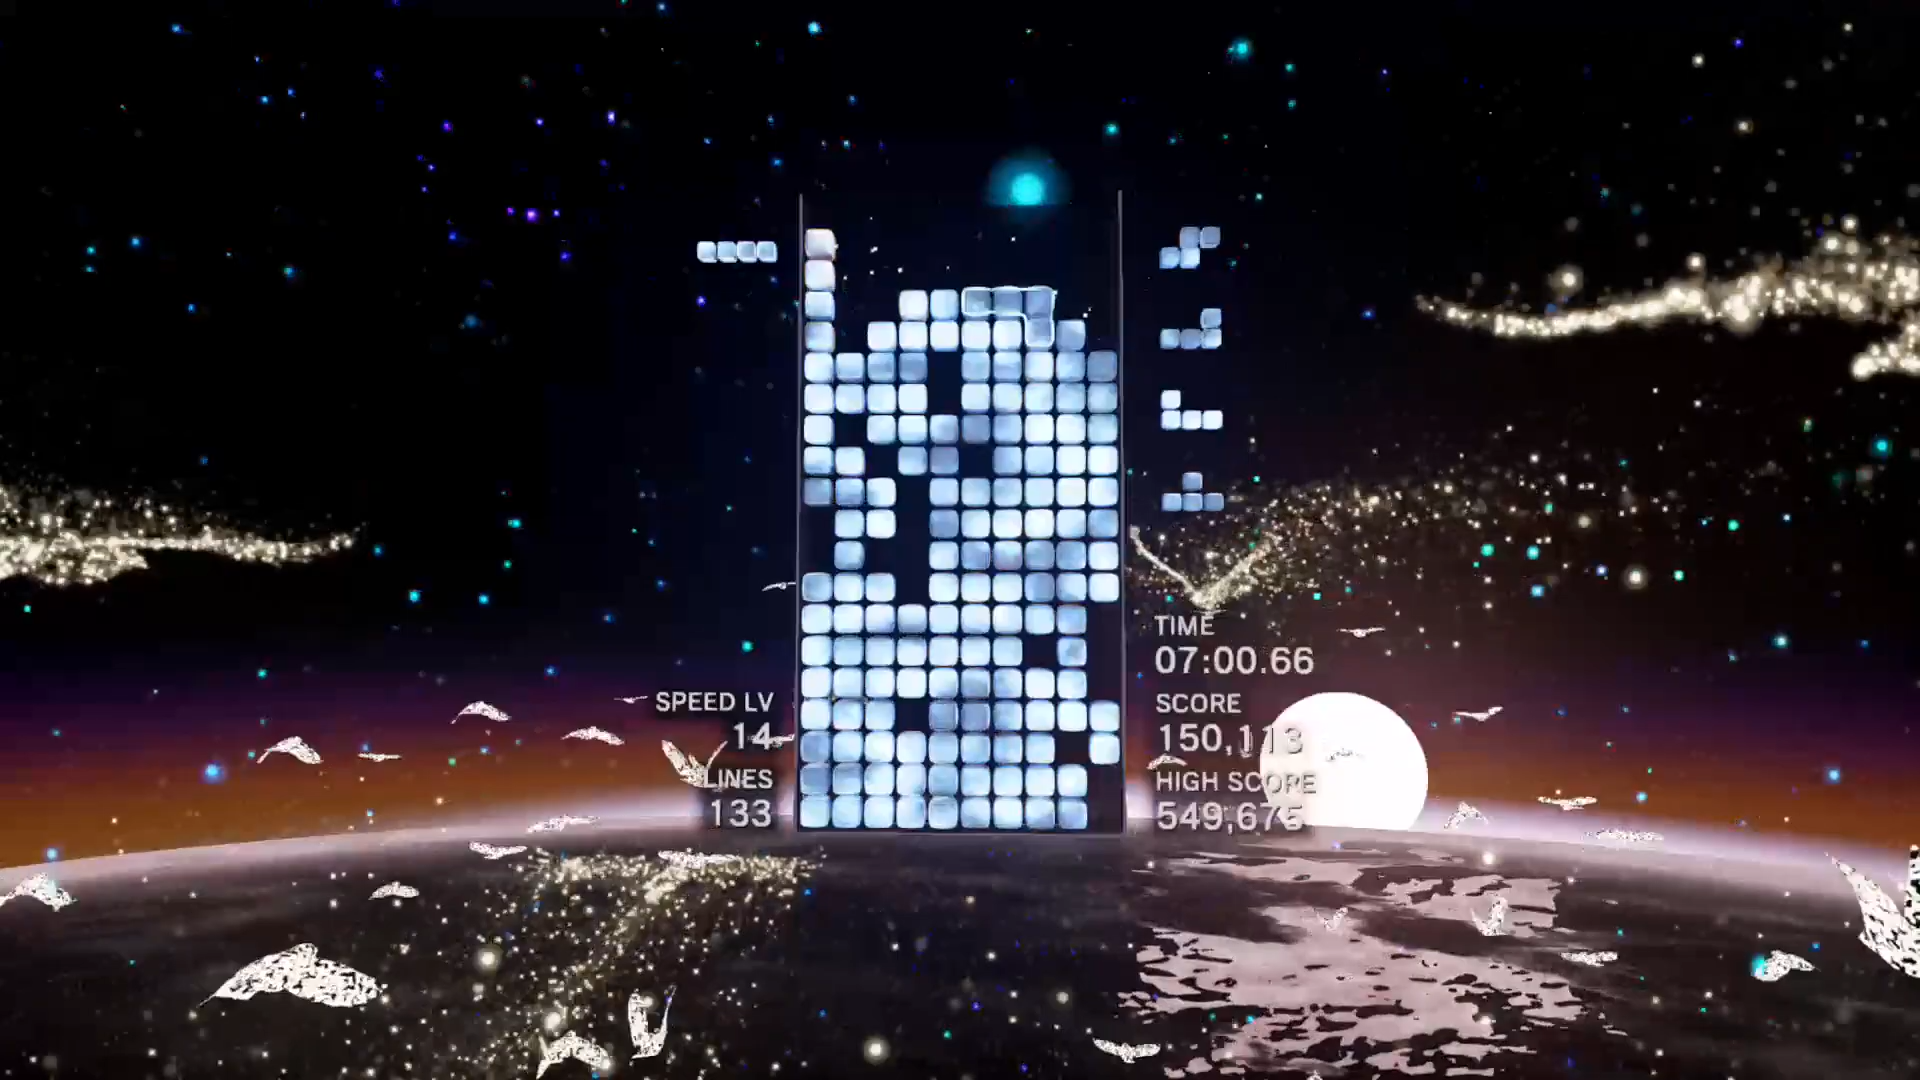 SPEED LV
14
LINES
133
TIME
07:00.66
SCORE
150,113
HIGH SCORE
549,675